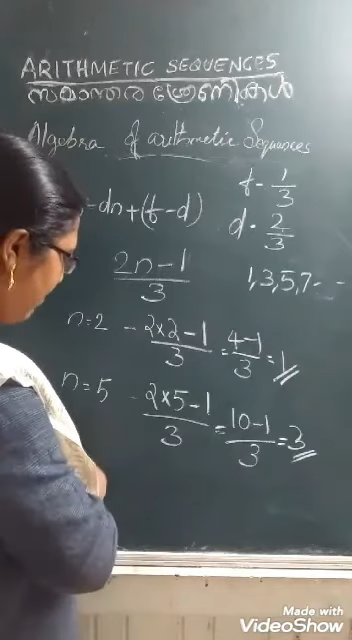 ARITHMETIC SEQUENCES
സമാന്തര ശ്രേണികൾ
Algebra of arithmetic Sequences
f - 1/3
= dn + (f - d)
d - 2/3
2n - 1/3
1, 3, 5, 7 - - -
n = 2 - 2×2-1/3 = 4-1/3 = 1
n = 5 - 2×5-1/3 = 10-1/3 = 3
Made with
VideoShow